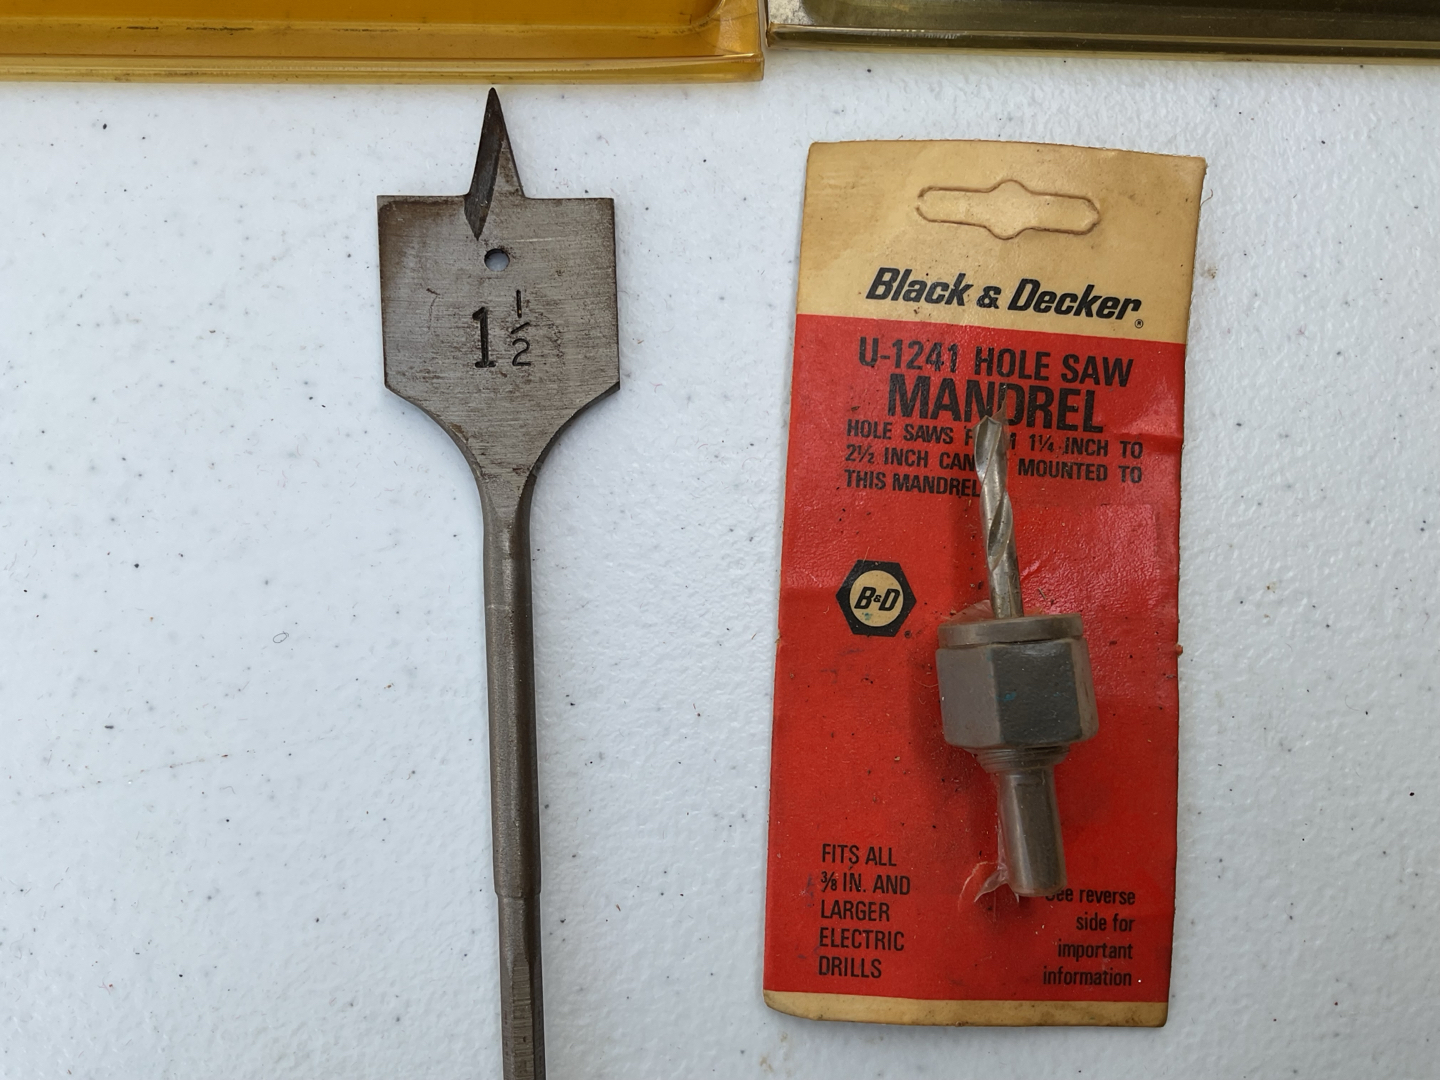 1 1/2
Black & Decker®
U-1241 HOLE SAW
MANDREL
HOLE SAWS 1¼ INCH TO
2½ INCH CAN MOUNTED TO
THIS MANDREL
B&D
FITS ALL
⅜ IN. AND
LARGER
ELECTRIC
DRILLS
See reverse
side for
important
information